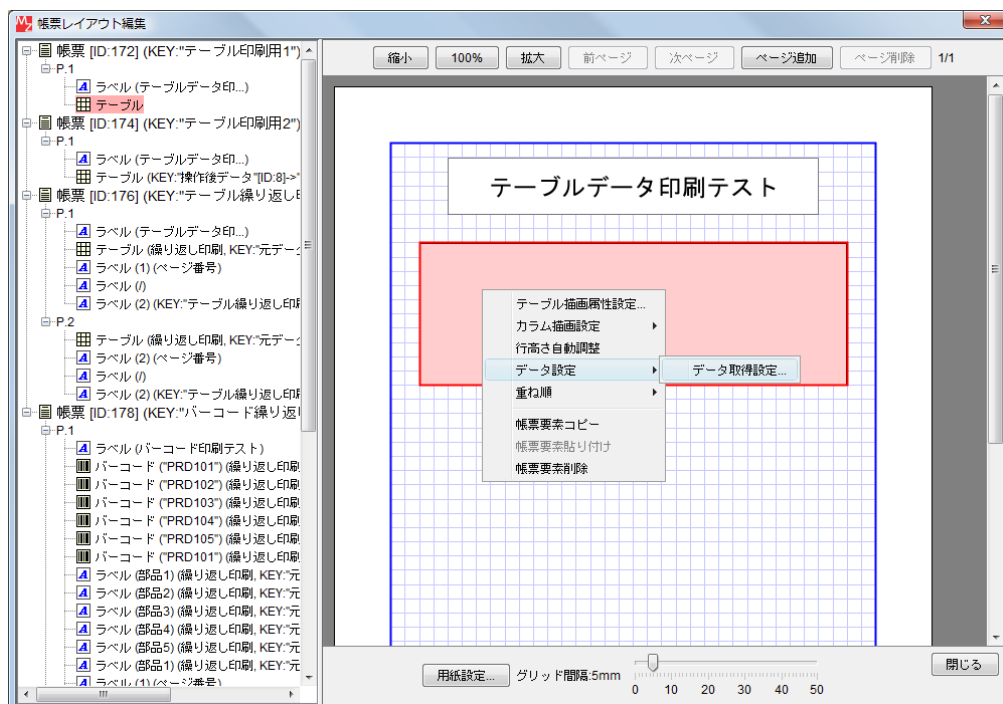 帳票レイアウト編集
帳票 [ID:172] (KEY:"テーブル印刷用1")
P.1
ラベル (テーブルデータ印...)
テーブル
帳票 [ID:174] (KEY:"テーブル印刷用2")
P.1
ラベル (テーブルデータ印...)
テーブル (KEY:"操作後データ"[ID:8]->"
帳票 [ID:176] (KEY:"テーブル繰り返し
P.1
ラベル (テーブルデータ印...)
テーブル (繰り返し印刷, KEY:"元データ
ラベル (1) (ページ番号)
ラベル (/)
ラベル (2) (KEY:"テーブル繰り返し印
P.2
テーブル (繰り返し印刷, KEY:"元デー
ラベル (2) (ページ番号)
ラベル (/)
ラベル (2) (KEY:"テーブル繰り返し印
帳票 [ID:178] (KEY:"バーコード繰り返
P.1
ラベル (バーコード印刷テスト)
バーコード ("PRD101") (繰り返し印刷
バーコード ("PRD102") (繰り返し印刷
バーコード ("PRD103") (繰り返し印刷
バーコード ("PRD104") (繰り返し印刷
バーコード ("PRD105") (繰り返し印刷
バーコード ("PRD101") (繰り返し印刷
ラベル (部品1) (繰り返し印刷, KEY:"元
ラベル (部品2) (繰り返し印刷, KEY:"元
ラベル (部品3) (繰り返し印刷, KEY:"元
ラベル (部品4) (繰り返し印刷, KEY:"元
ラベル (部品5) (繰り返し印刷, KEY:"元
ラベル (部品1) (繰り返し印刷, KEY:"元
ラベル (1) (ページ番号)
縮小 100% 拡大 前ページ 次ページ ページ追加 ページ削除 1/1
テーブルデータ印刷テスト
テーブル描画属性設定...
カラム描画設定
行高さ自動調整
データ設定
データ取得設定...
重ね順
帳票要素コピー
帳票要素貼り付け
帳票要素削除
用紙設定... グリッド間隔:5mm
0 10 20 30 40 50
閉じる